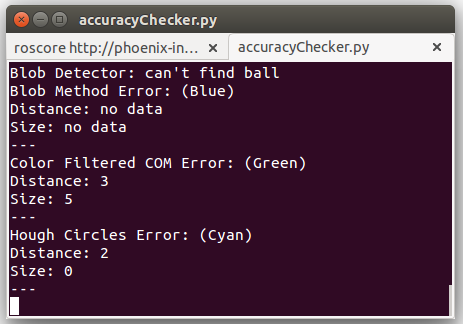 accuracyChecker.py
roscore http://phoenix-in... ×
accuracyChecker.py ×
Blob Detector: can't find ball
Blob Method Error: (Blue)
Distance: no data
Size: no data
---
Color Filtered COM Error: (Green)
Distance: 3
Size: 5
---
Hough Circles Error: (Cyan)
Distance: 2
Size: 0
---